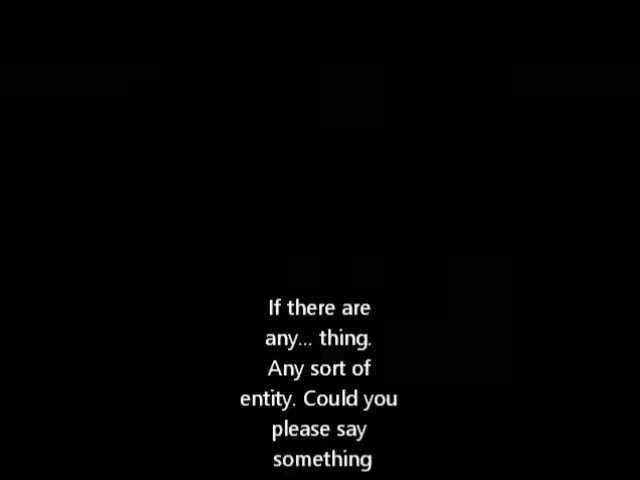 If there are
any... thing.
Any sort of
entity. Could you
please say
something